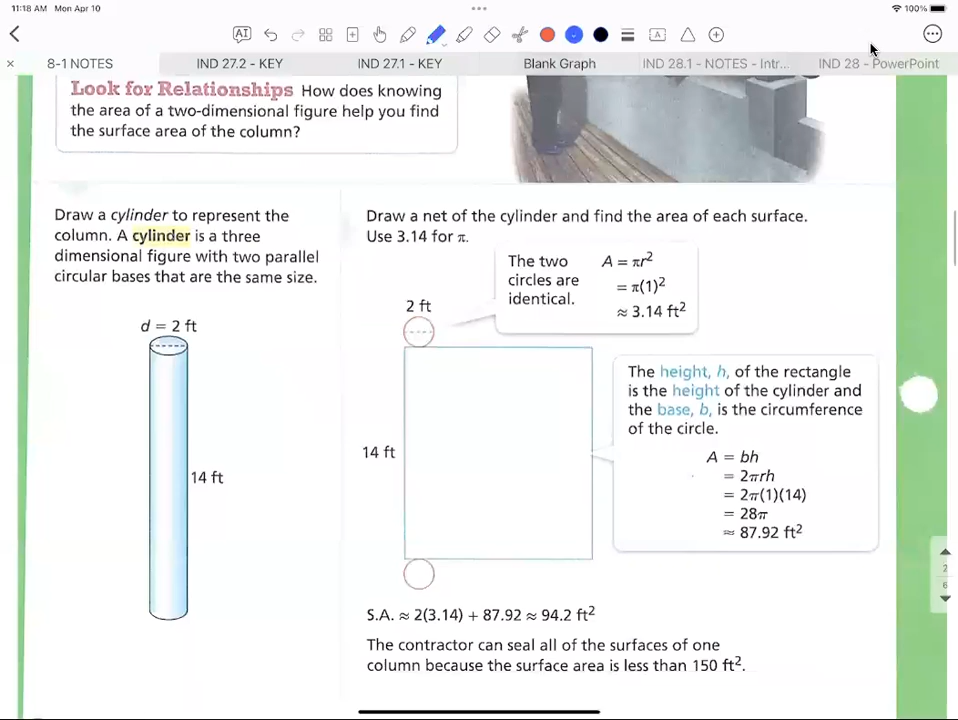 11:18 AM Mon Apr 10
100%
AI
A
8-1 NOTES
IND 27.2 - KEY
IND 27.1 - KEY
Blank Graph
IND 28.1 - NOTES - Intr...
IND 28 - PowerPoint
Look for Relationships How does knowing
the area of a two-dimensional figure help you find
the surface area of the column?
Draw a cylinder to represent the
column. A cylinder is a three
dimensional figure with two parallel
circular bases that are the same size.
d = 2 ft
14 ft
Draw a net of the cylinder and find the area of each surface.
Use 3.14 for π.
The two
circles are
identical.
A = πr²
= π(1)²
≈ 3.14 ft²
2 ft
14 ft
The height, h, of the rectangle
is the height of the cylinder and
the base, b, is the circumference
of the circle.
A = bh
= 2πrh
= 2π(1)(14)
= 28π
≈ 87.92 ft²
S.A. ≈ 2(3.14) + 87.92 ≈ 94.2 ft²
The contractor can seal all of the surfaces of one
column because the surface area is less than 150 ft².
2
6